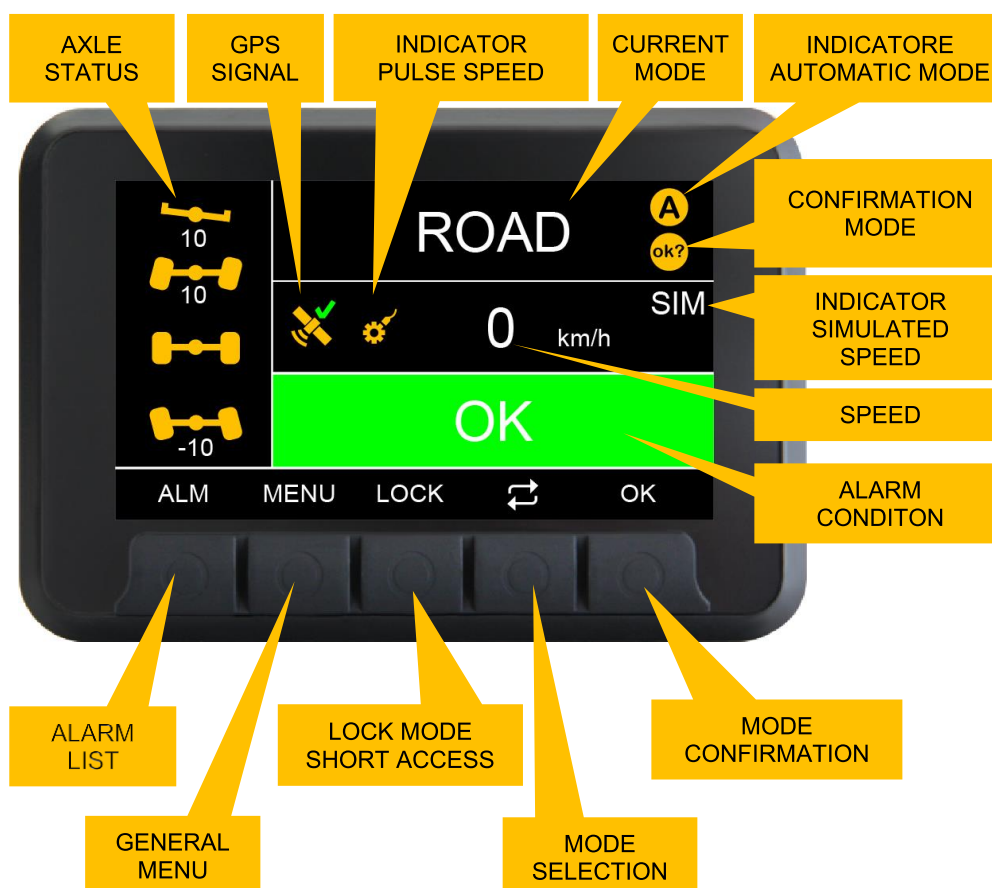 AXLE
STATUS
GPS
SIGNAL
INDICATOR
PULSE SPEED
CURRENT
MODE
INDICATORE
AUTOMATIC MODE
10
10
-10
ROAD
A
ok?
SIM
0 km/h
OK
ALM MENU LOCK OK
CONFIRMATION
MODE
INDICATOR
SIMULATED
SPEED
SPEED
ALARM
CONDITON
ALARM
LIST
GENERAL
MENU
LOCK MODE
SHORT ACCESS
MODE
SELECTION
MODE
CONFIRMATION